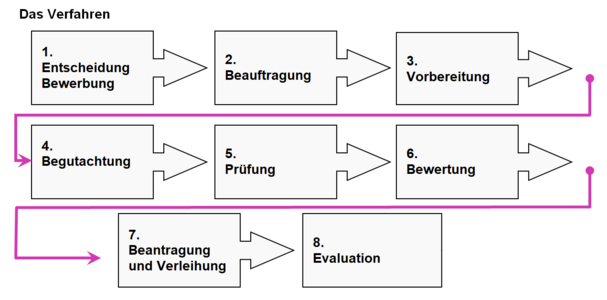 Das Verfahren
1.
Entscheidung
Bewerbung
2.
Beauftragung
3.
Vorbereitung
4.
Begutachtung
5.
Prüfung
6.
Bewertung
7.
Beantragung
und Verleihung
8.
Evaluation